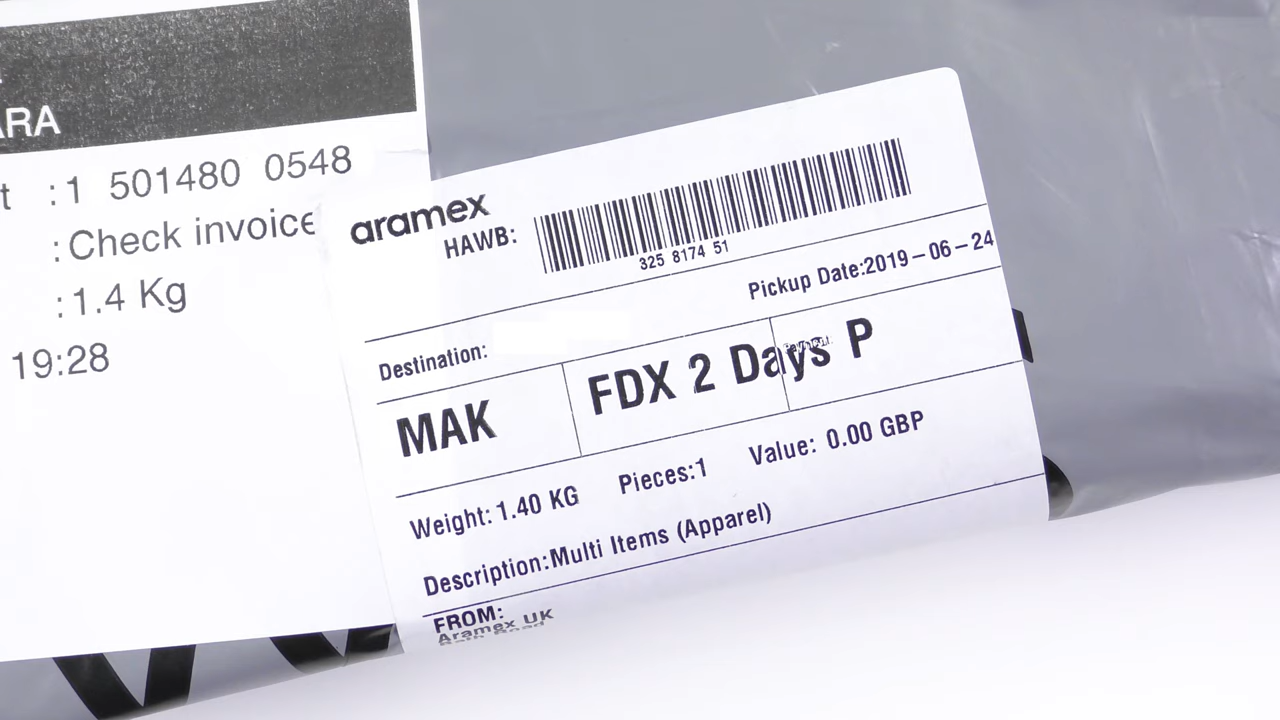 ARA
t : 1 501480 0548
: Check invoice
: 1.4 Kg
19:28
aramex
HAWB:
325 8174 51
Pickup Date:2019-06-24
Destination:
MAK
FDX 2 Days P
Payment:
Weight: 1.40 KG Pieces:1 Value: 0.00 GBP
Description:Multi Items (Apparel)
FROM:
Aramex UK